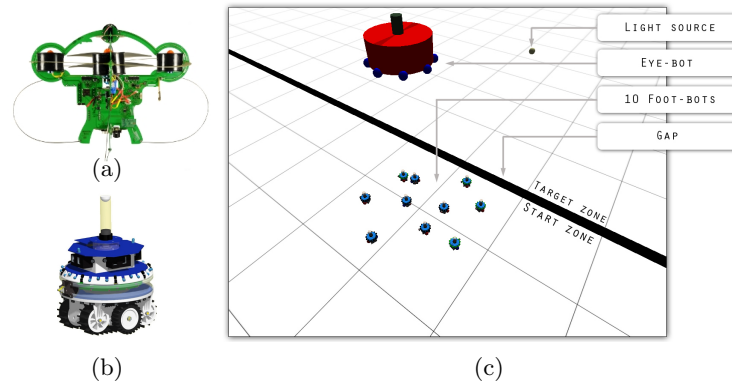 (a)
(b)
LIGHT SOURCE
EYE-BOT
10 FOOT-BOTS
GAP
TARGET ZONE
START ZONE
(c)